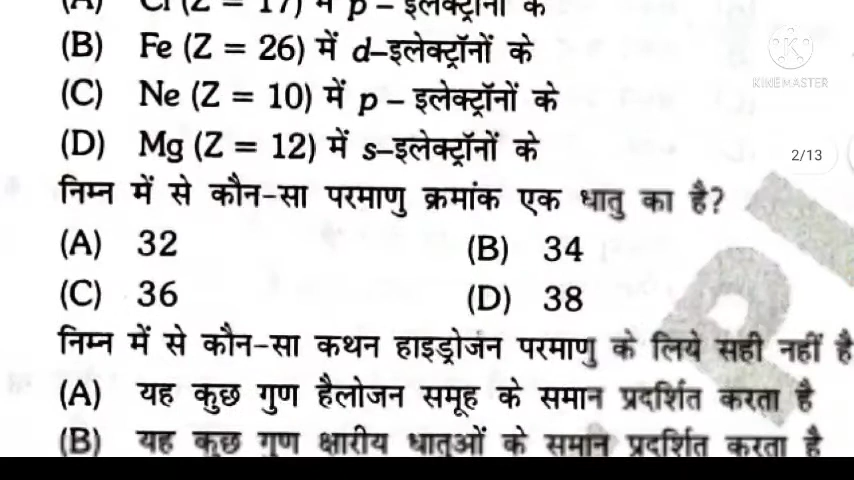 (B) Fe (Z = 26) में d–इलेक्ट्रॉनों के
(C) Ne (Z = 10) में p – इलेक्ट्रॉनों के
(D) Mg (Z = 12) में s–इलेक्ट्रॉनों के
निम्न में से कौन-सा परमाणु क्रमांक एक धातु का है?
(A) 32 (B) 34
(C) 36 (D) 38
निम्न में से कौन-सा कथन हाइड्रोजन परमाणु के लिये सही नहीं है
(A) यह कुछ गुण हैलोजन समूह के समान प्रदर्शित करता है
(B) यह कुछ गुण क्षारीय धातुओं के समान प्रदर्शित करता है
KINEMASTER
2/13